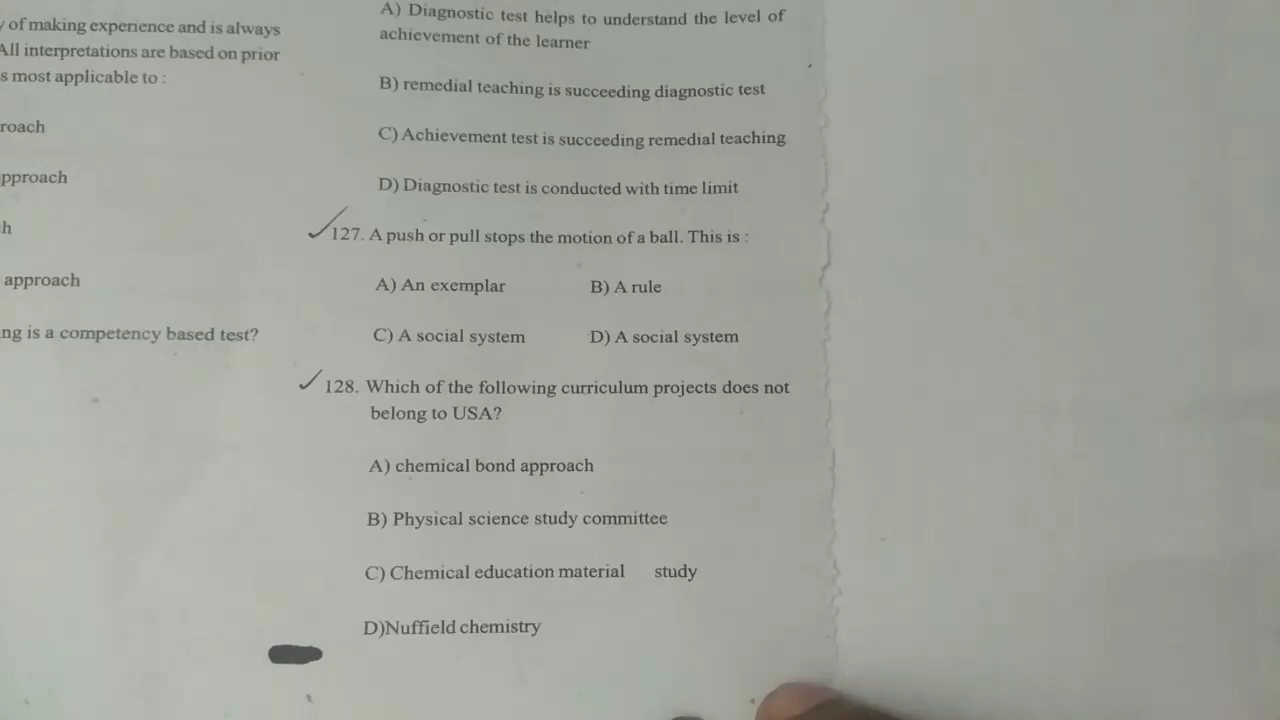 of making experience and is always
All interpretations are based on prior
s most applicable to :
roach
pproach
h
approach
ng is a competency based test?
A) Diagnostic test helps to understand the level of
achievement of the learner
B) remedial teaching is succeeding diagnostic test
C) Achievement test is succeeding remedial teaching
D) Diagnostic test is conducted with time limit
127. A push or pull stops the motion of a ball. This is :
A) An exemplar B) A rule
C) A social system D) A social system
128. Which of the following curriculum projects does not
belong to USA?
A) chemical bond approach
B) Physical science study committee
C) Chemical education material study
D)Nuffield chemistry